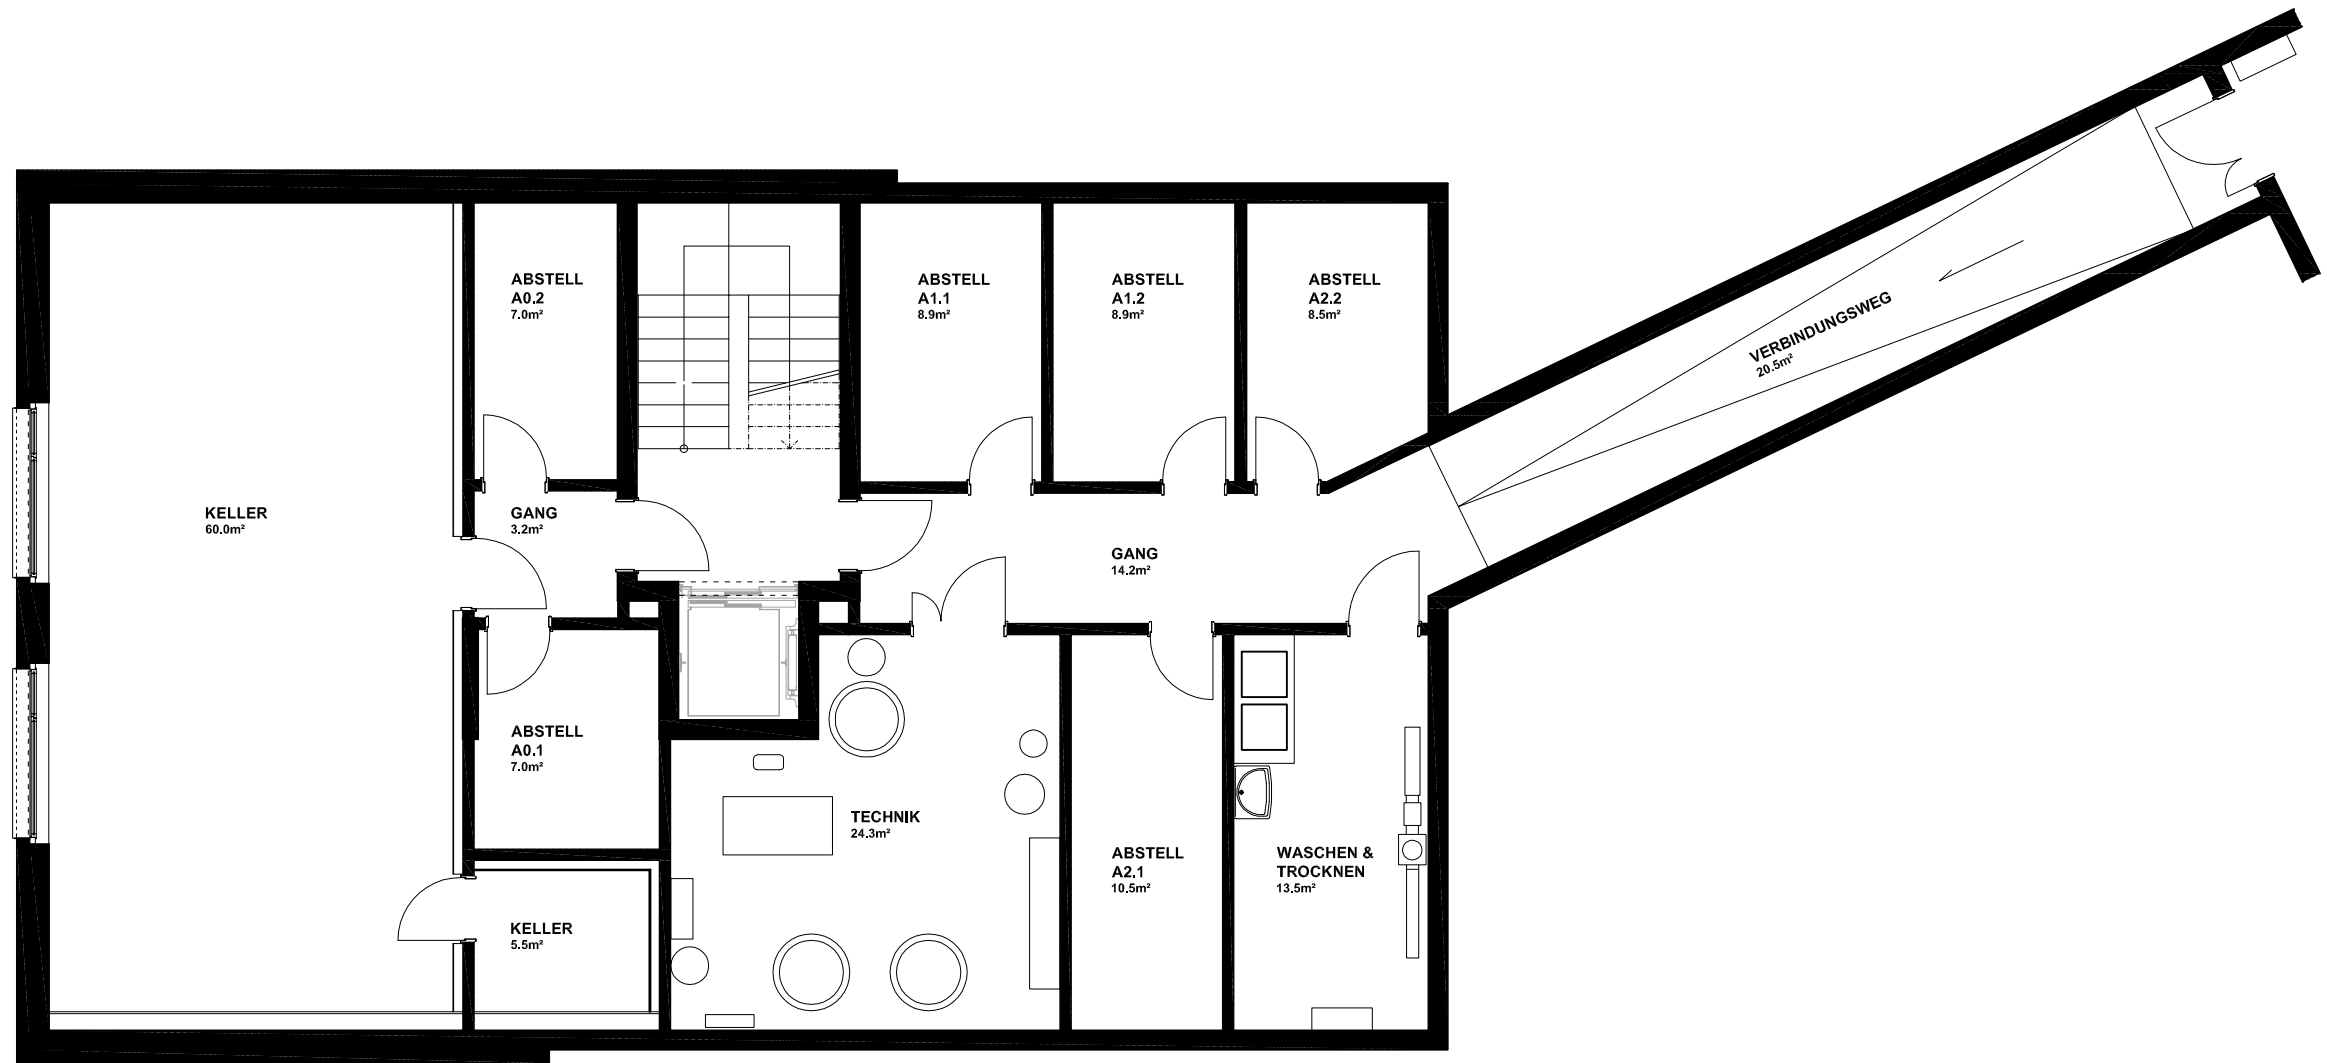 ABSTELL
A0.2
7.0m²
ABSTELL
A1.1
8.9m²
ABSTELL
A1.2
8.9m²
ABSTELL
A2.2
8.5m²
VERBINDUNGSWEG
20.5m²
KELLER
60.0m²
GANG
3.2m²
GANG
14.2m²
ABSTELL
A0.1
7.0m²
TECHNIK
24.3m²
ABSTELL
A2.1
10.5m²
WASCHEN &
TROCKNEN
13.5m²
KELLER
5.5m²